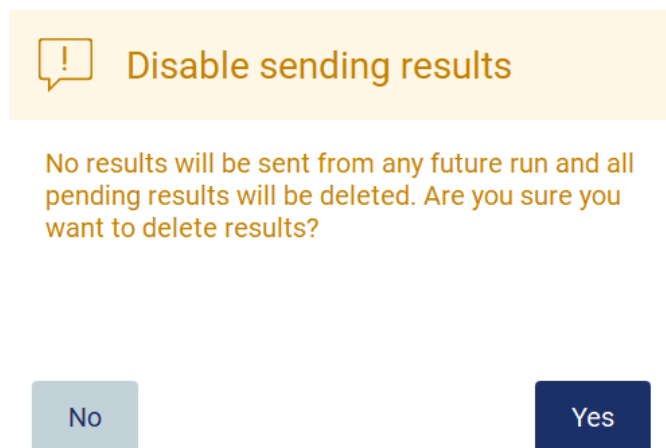 Disable sending results
No results will be sent from any future run and all
pending results will be deleted. Are you sure you
want to delete results?
No
Yes